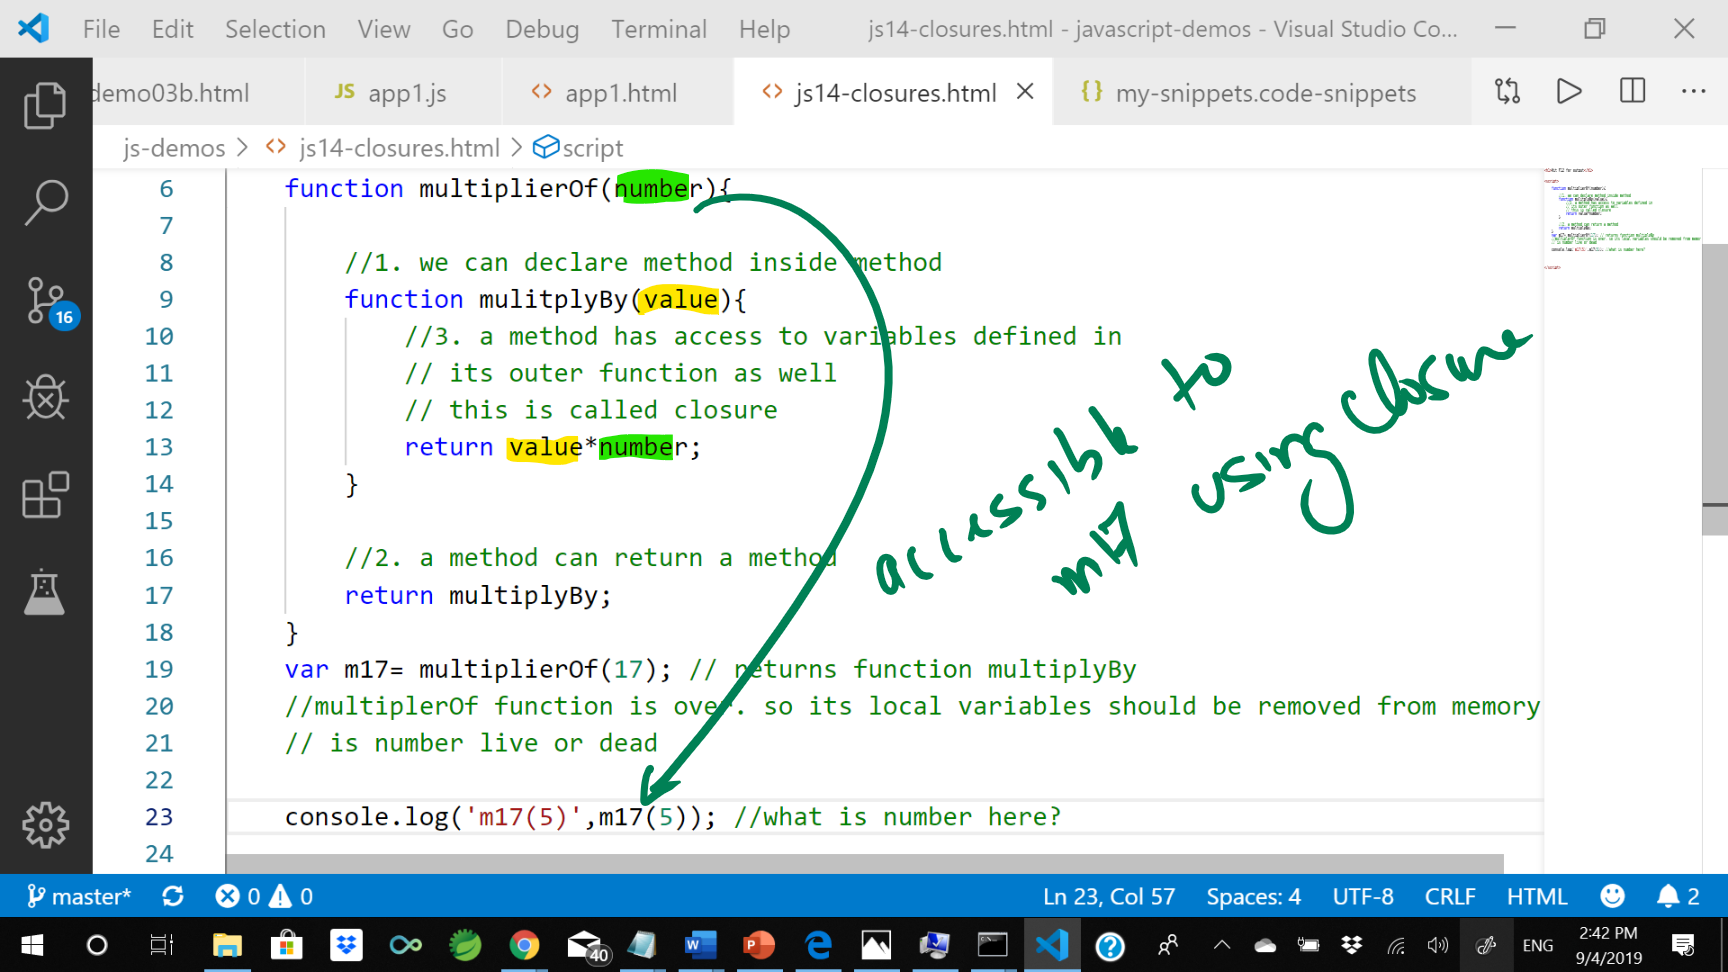 File Edit Selection View Go Debug Terminal Help js14-closures.html - javascript-demos - Visual Studio Co...
demo03b.html JS app1.js <> app1.html <> js14-closures.html {} my-snippets.code-snippets ...
js-demos > <> js14-closures.html > script
6 function multiplierOf(number){
7
8 //1. we can declare method inside method
9 function mulitplyBy(value){
10 //3. a method has access to variables defined in
11 // its outer function as well
12 // this is called closure
13 return value*number;
14 }
15
16 //2. a method can return a method
17 return multiplyBy;
18 }
19 var m17= multiplierOf(17); // returns function multiplyBy
20 //multiplerOf function is over. so its local variables should be removed from memory
21 // is number live or dead
22
23 console.log('m17(5)',m17(5)); //what is number here?
24
accessible to
m17 using closure
16
master* 0 0 Ln 23, Col 57 Spaces: 4 UTF-8 CRLF HTML 2
40 ENG 2:42 PM
9/4/2019